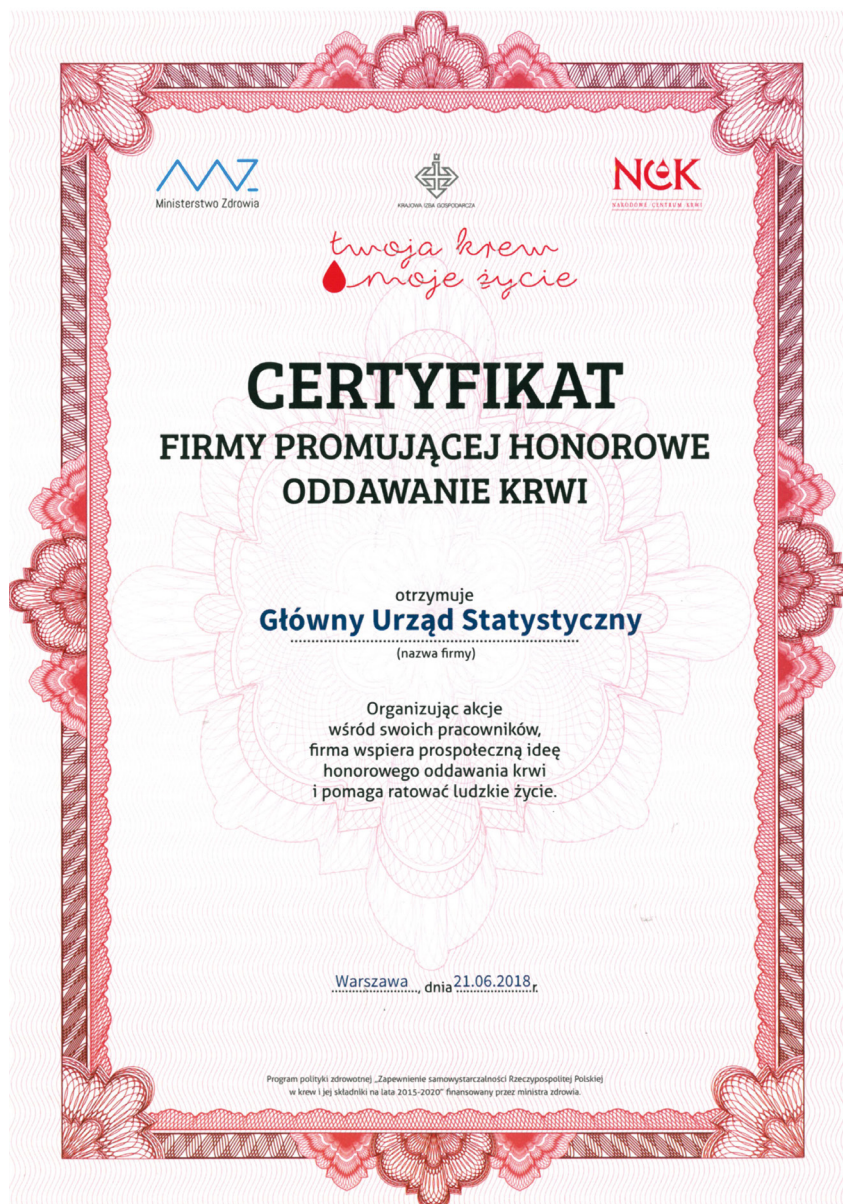 Ministerstwo Zdrowia
KRAJOWA IZBA GOSPODARCZA
NCK
NARODOWE CENTRUM KRWI
twoja krew
moje życie
CERTYFIKAT
FIRMY PROMUJĄCEJ HONOROWE
ODDAWANIE KRWI
otrzymuje
Główny Urząd Statystyczny
(nazwa firmy)
Organizując akcje
wśród swoich pracowników,
firma wspiera prospołeczną ideę
honorowego oddawania krwi
i pomaga ratować ludzkie życie.
Warszawa, dnia 21.06.2018 r.
Program polityki zdrowotnej „Zapewnienie samowystarczalności Rzeczypospolitej Polskiej
w krew i jej składniki na lata 2015-2020” finansowany przez ministra zdrowia.